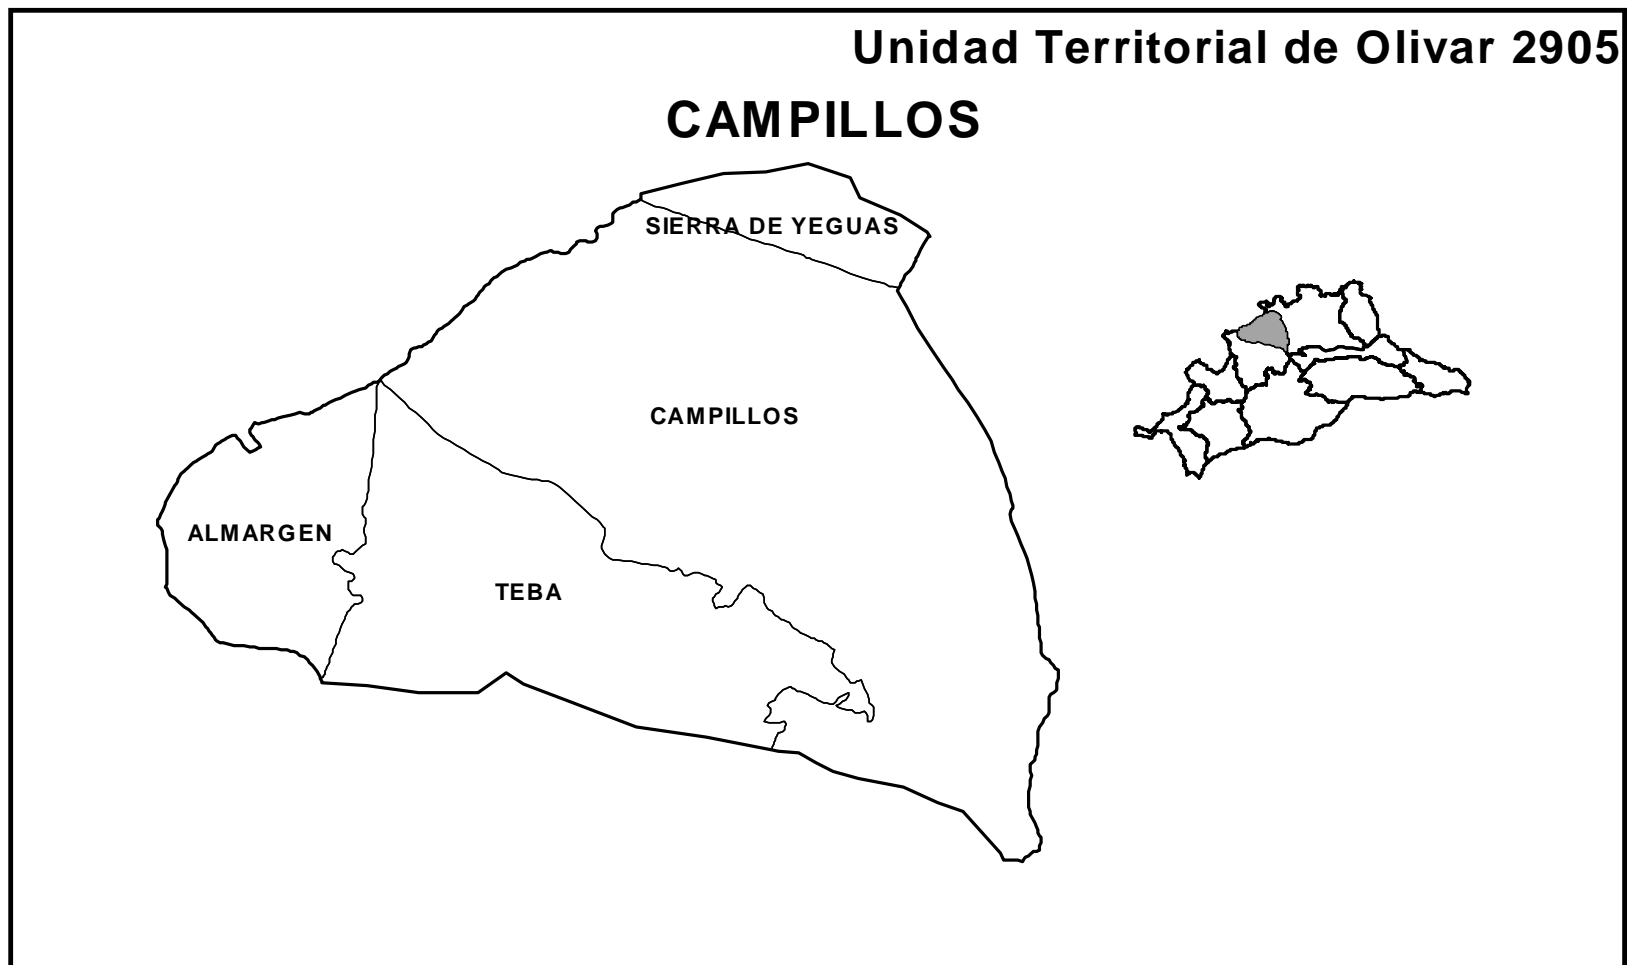 Unidad Territorial de Olivar 2905
CAMPILLOS
SIERRA DE YEGUAS
CAMPILLOS
ALMARGEN
TEBA